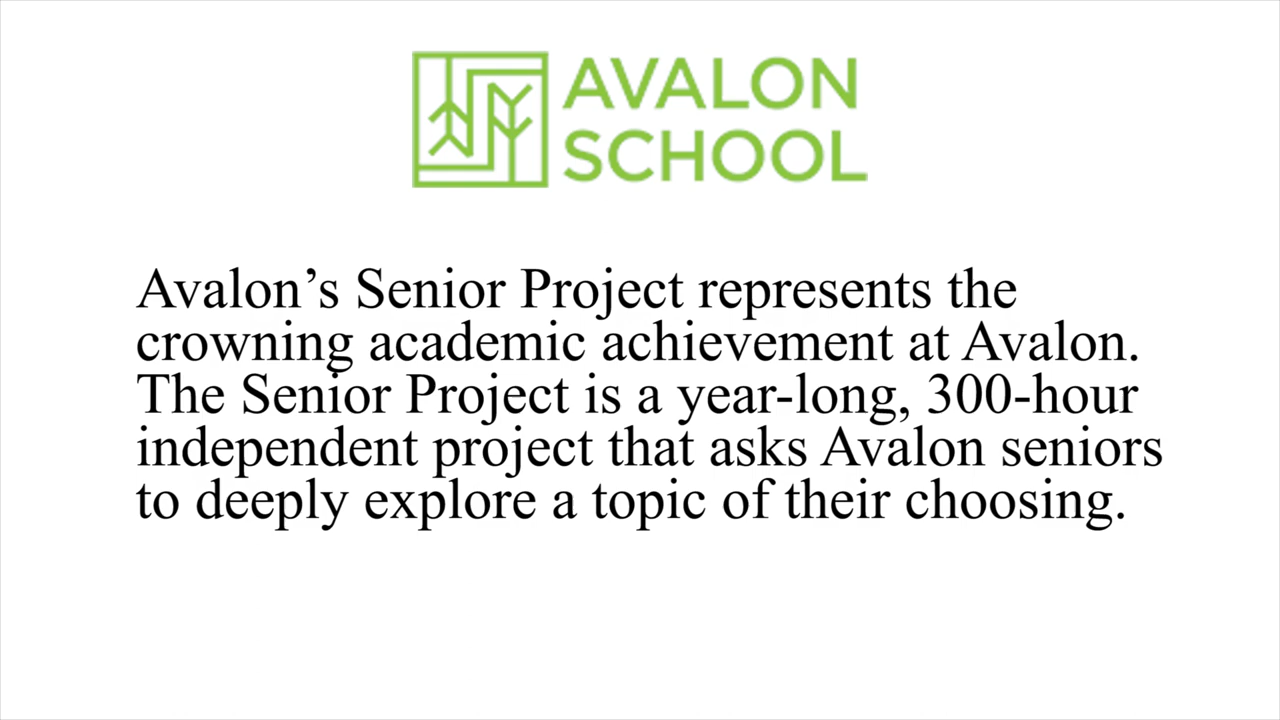 AVALON
SCHOOL
Avalon’s Senior Project represents the
crowning academic achievement at Avalon.
The Senior Project is a year-long, 300-hour
independent project that asks Avalon seniors
to deeply explore a topic of their choosing.